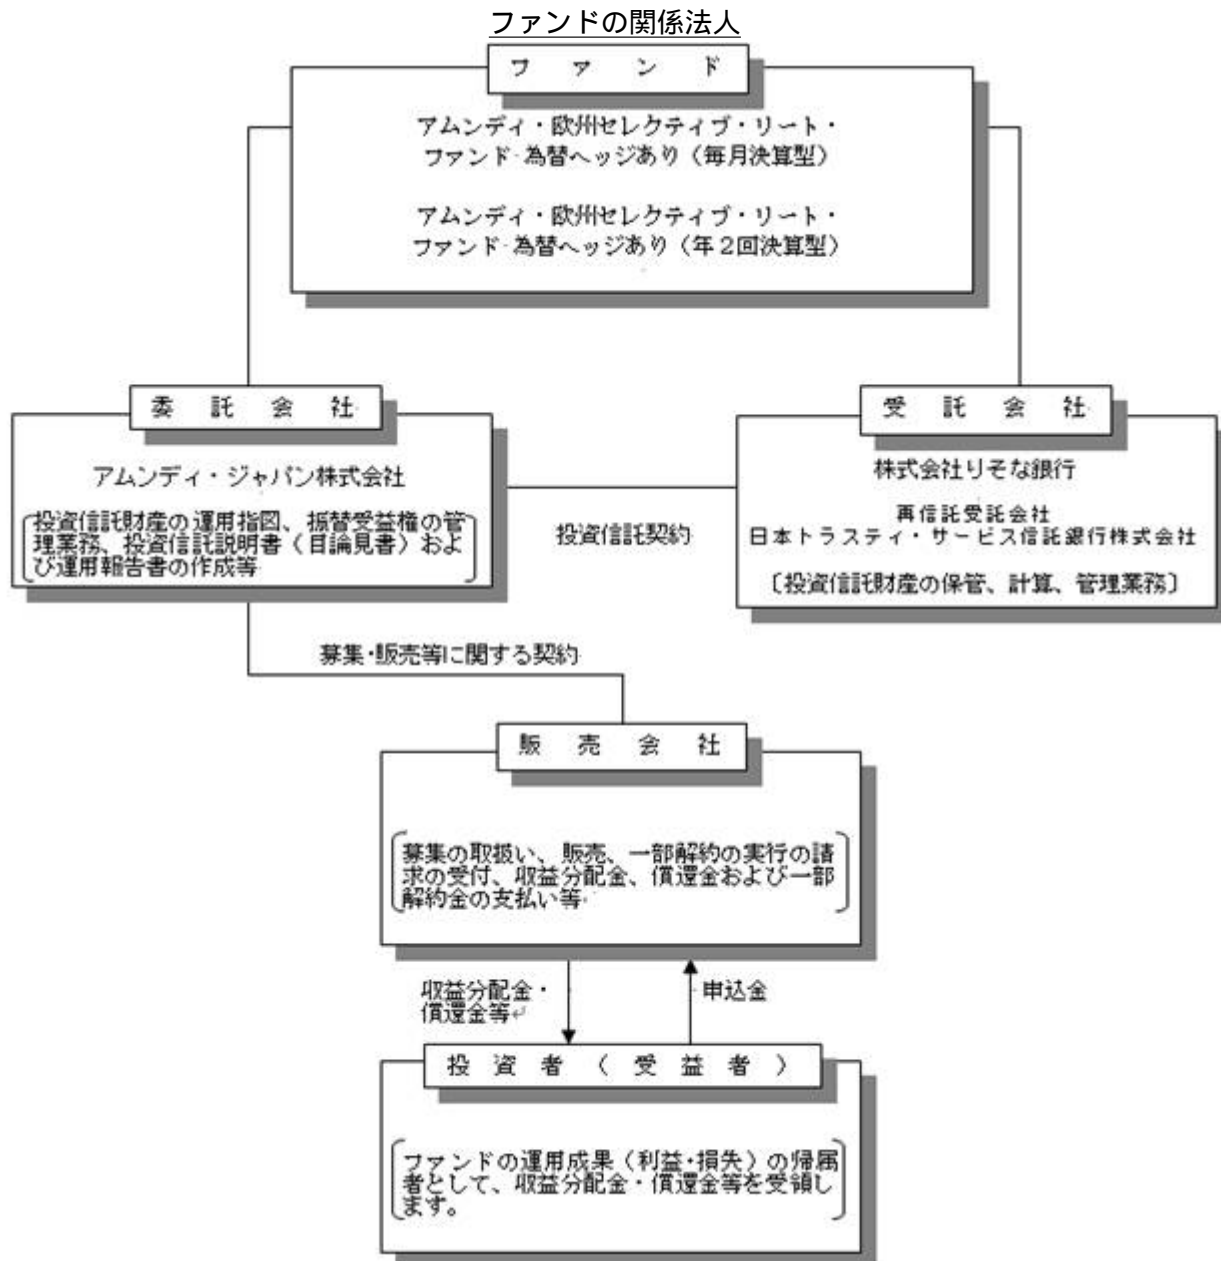 ファンドの関係法人
ファンド
アムンディ・欧州セレクティブ・リート・
ファンド 為替ヘッジあり（毎月決算型）
アムンディ・欧州セレクティブ・リート・
ファンド 為替ヘッジあり（年２回決算型）
委託会社
アムンディ・ジャパン株式会社
投資信託財産の運用指図、振替受益権の管
理業務、投資信託説明書（目論見書）およ
び運用報告書の作成等
投資信託契約
受託会社
株式会社りそな銀行
再信託受託会社
日本トラスティ・サービス信託銀行株式会社
〔投資信託財産の保管、計算、管理業務〕
募集・販売等に関する契約
販売会社
募集の取扱い、販売、一部解約の実行の請
求の受付、収益分配金、償還金および一部
解約金の支払い等
収益分配金・
償還金等
申込金
投資者（受益者）
ファンドの運用成果（利益・損失）の帰属
者として、収益分配金・償還金等を受領し
ます。